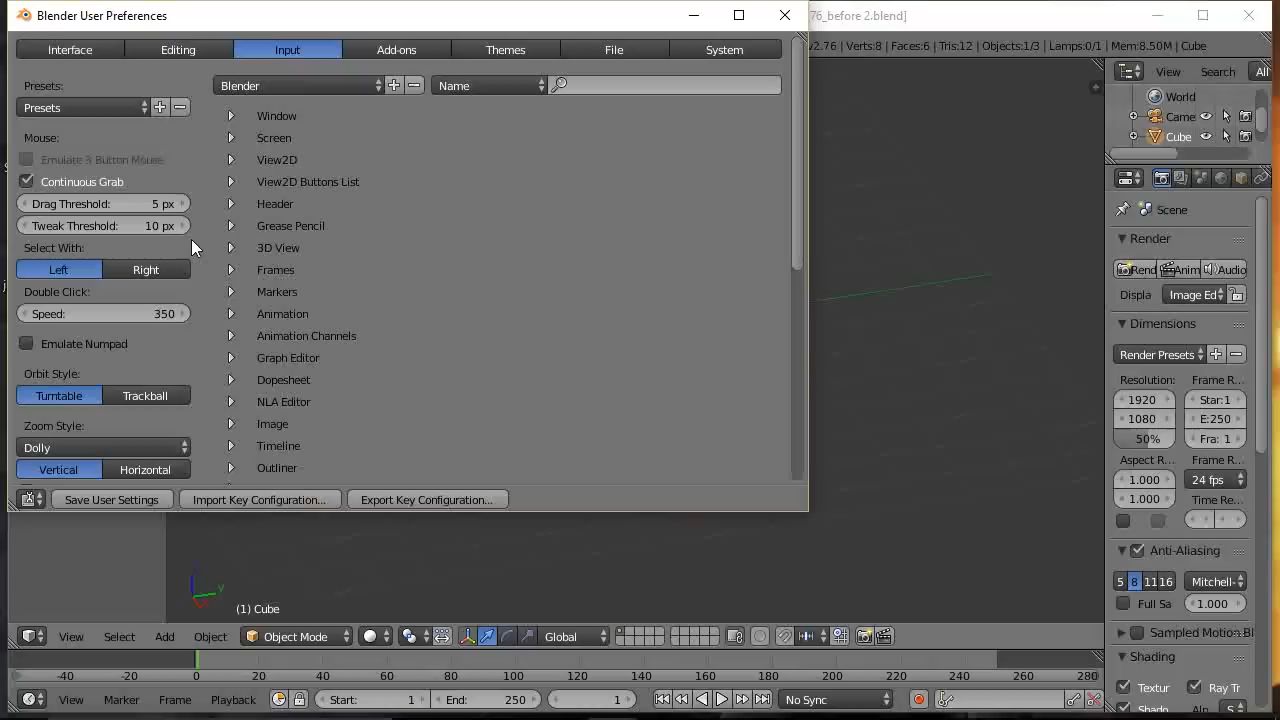 Blender User Preferences
76_before 2.blend]
Interface Editing Input Add-ons Themes File System
v2.76 | Verts:8 | Faces:6 | Tris:12 | Objects:1/3 | Lamps:0/1 | Mem:8.50M | Cube
View Search All
Presets:
Blender
Name
World
Presets
Came
Cube
Window
Mouse:
Screen
Emulate 3 Button Mouse
View2D
Continuous Grab
View2D Buttons List
Drag Threshold: 5 px
Header
Scene
Tweak Threshold: 10 px
Grease Pencil
Render
Select With:
3D View
Left Right
Frames
Rend Anim Audio
Double Click:
Markers
Displa Image Ed
Speed: 350
Animation
Dimensions
Emulate Numpad
Animation Channels
Render Presets
Graph Editor
Orbit Style:
Dopesheet
Resolution: Frame R...
Turntable Trackball
NLA Editor
1920 Star:1
1080 E:250
Zoom Style:
Image
50% Fra: 1
Dolly
Timeline
Aspect R... Frame R...
Vertical Horizontal
Outliner
1.000 24 fps
1.000 Time Re...
Save User Settings Import Key Configuration... Export Key Configuration...
Anti-Aliasing
5 8 11 16 Mitchell-
Full Sa 1.000
y
(1) Cube
View Select Add Object Object Mode Global
Sampled Motion Bl
Shading
-40 -20 0 20 40 60 80 100 120 140 160 180 200 220 240 260 280
Textur Ray Tr
View Marker Frame Playback Start: 1 End: 250 1 No Sync
Shado Alp S